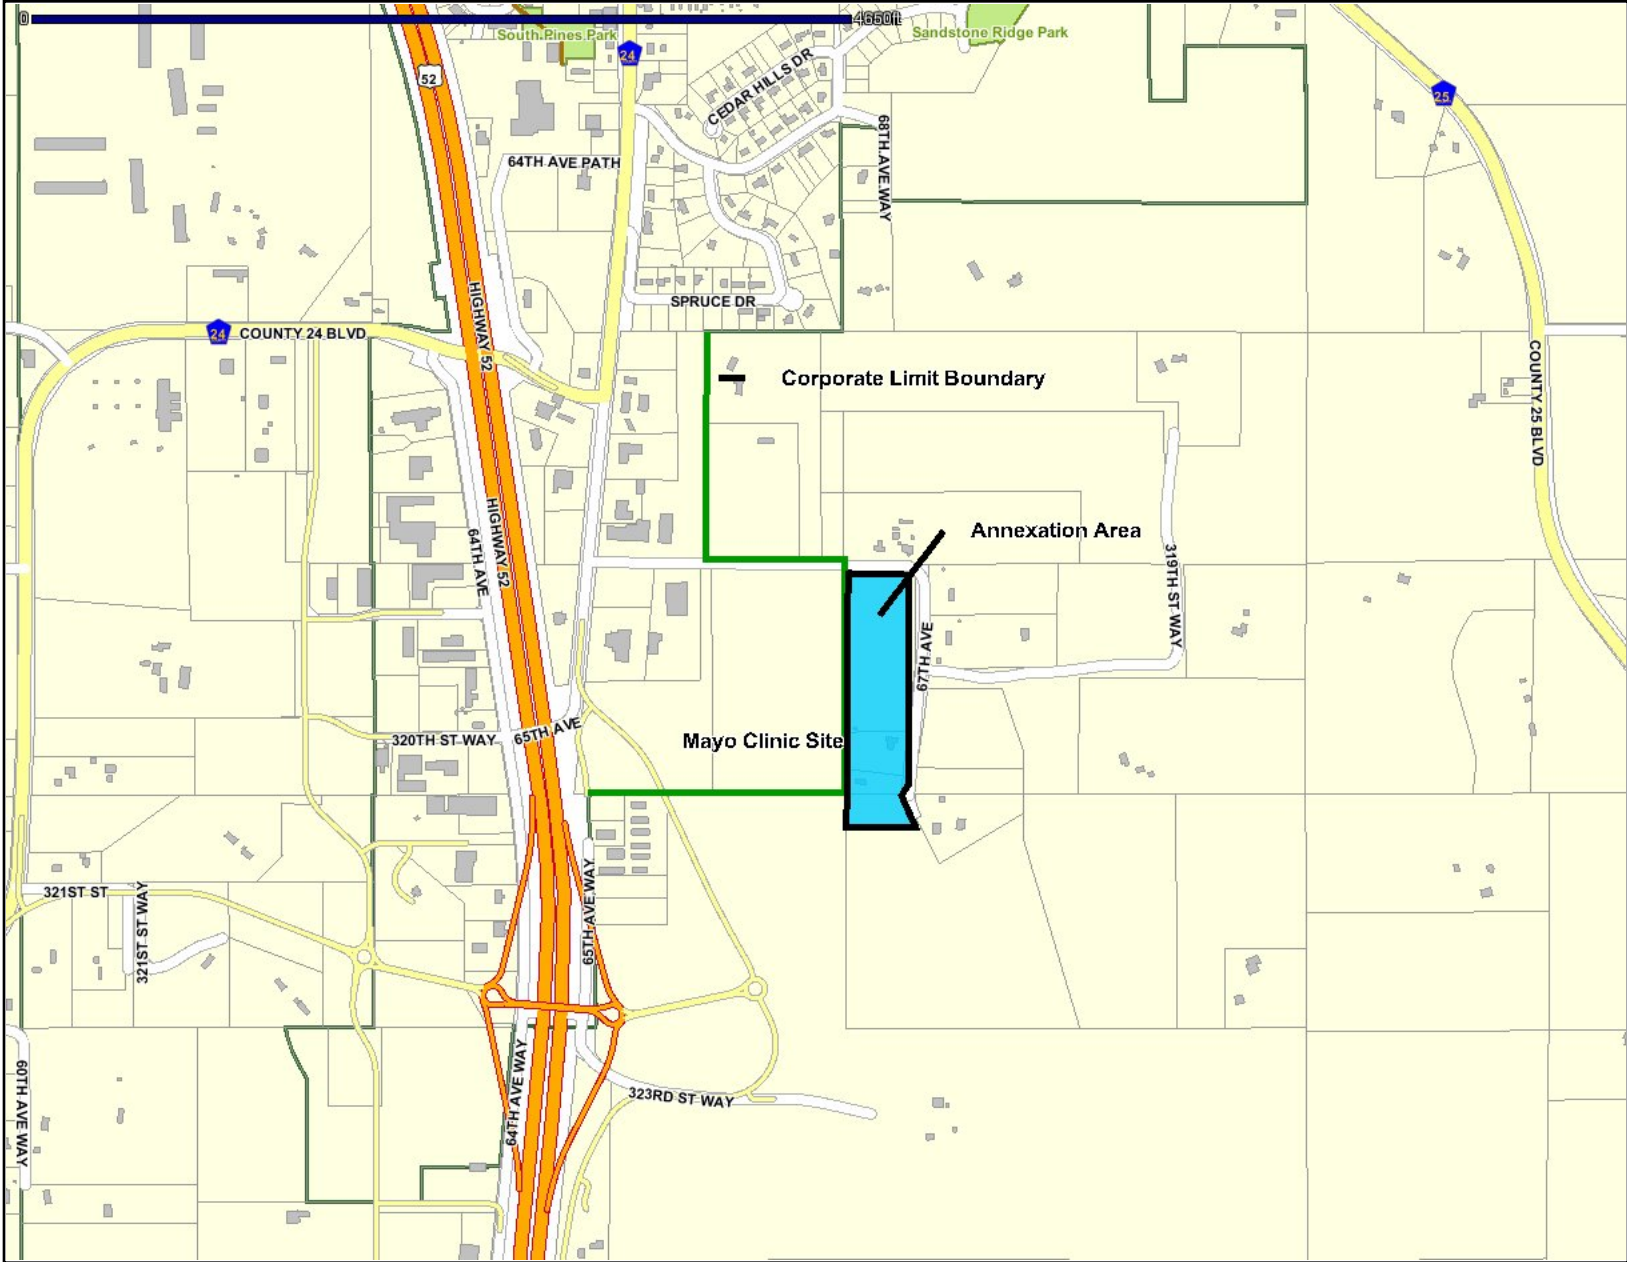 0
4650ft
South Pines Park
Sandstone Ridge Park
24
52
25
CEDAR HILLS DR
68TH AVE WAY
64TH AVE PATH
SPRUCE DR
HIGHWAY 52
24
COUNTY 24 BLVD
COUNTY 25 BLVD
Corporate Limit Boundary
HIGHWAY 52
64TH AVE
Annexation Area
319TH ST WAY
67TH AVE
320TH ST WAY
65TH AVE
Mayo Clinic Site
321ST ST
321ST ST WAY
65TH AVE WAY
60TH AVE WAY
64TH AVE WAY
323RD ST WAY